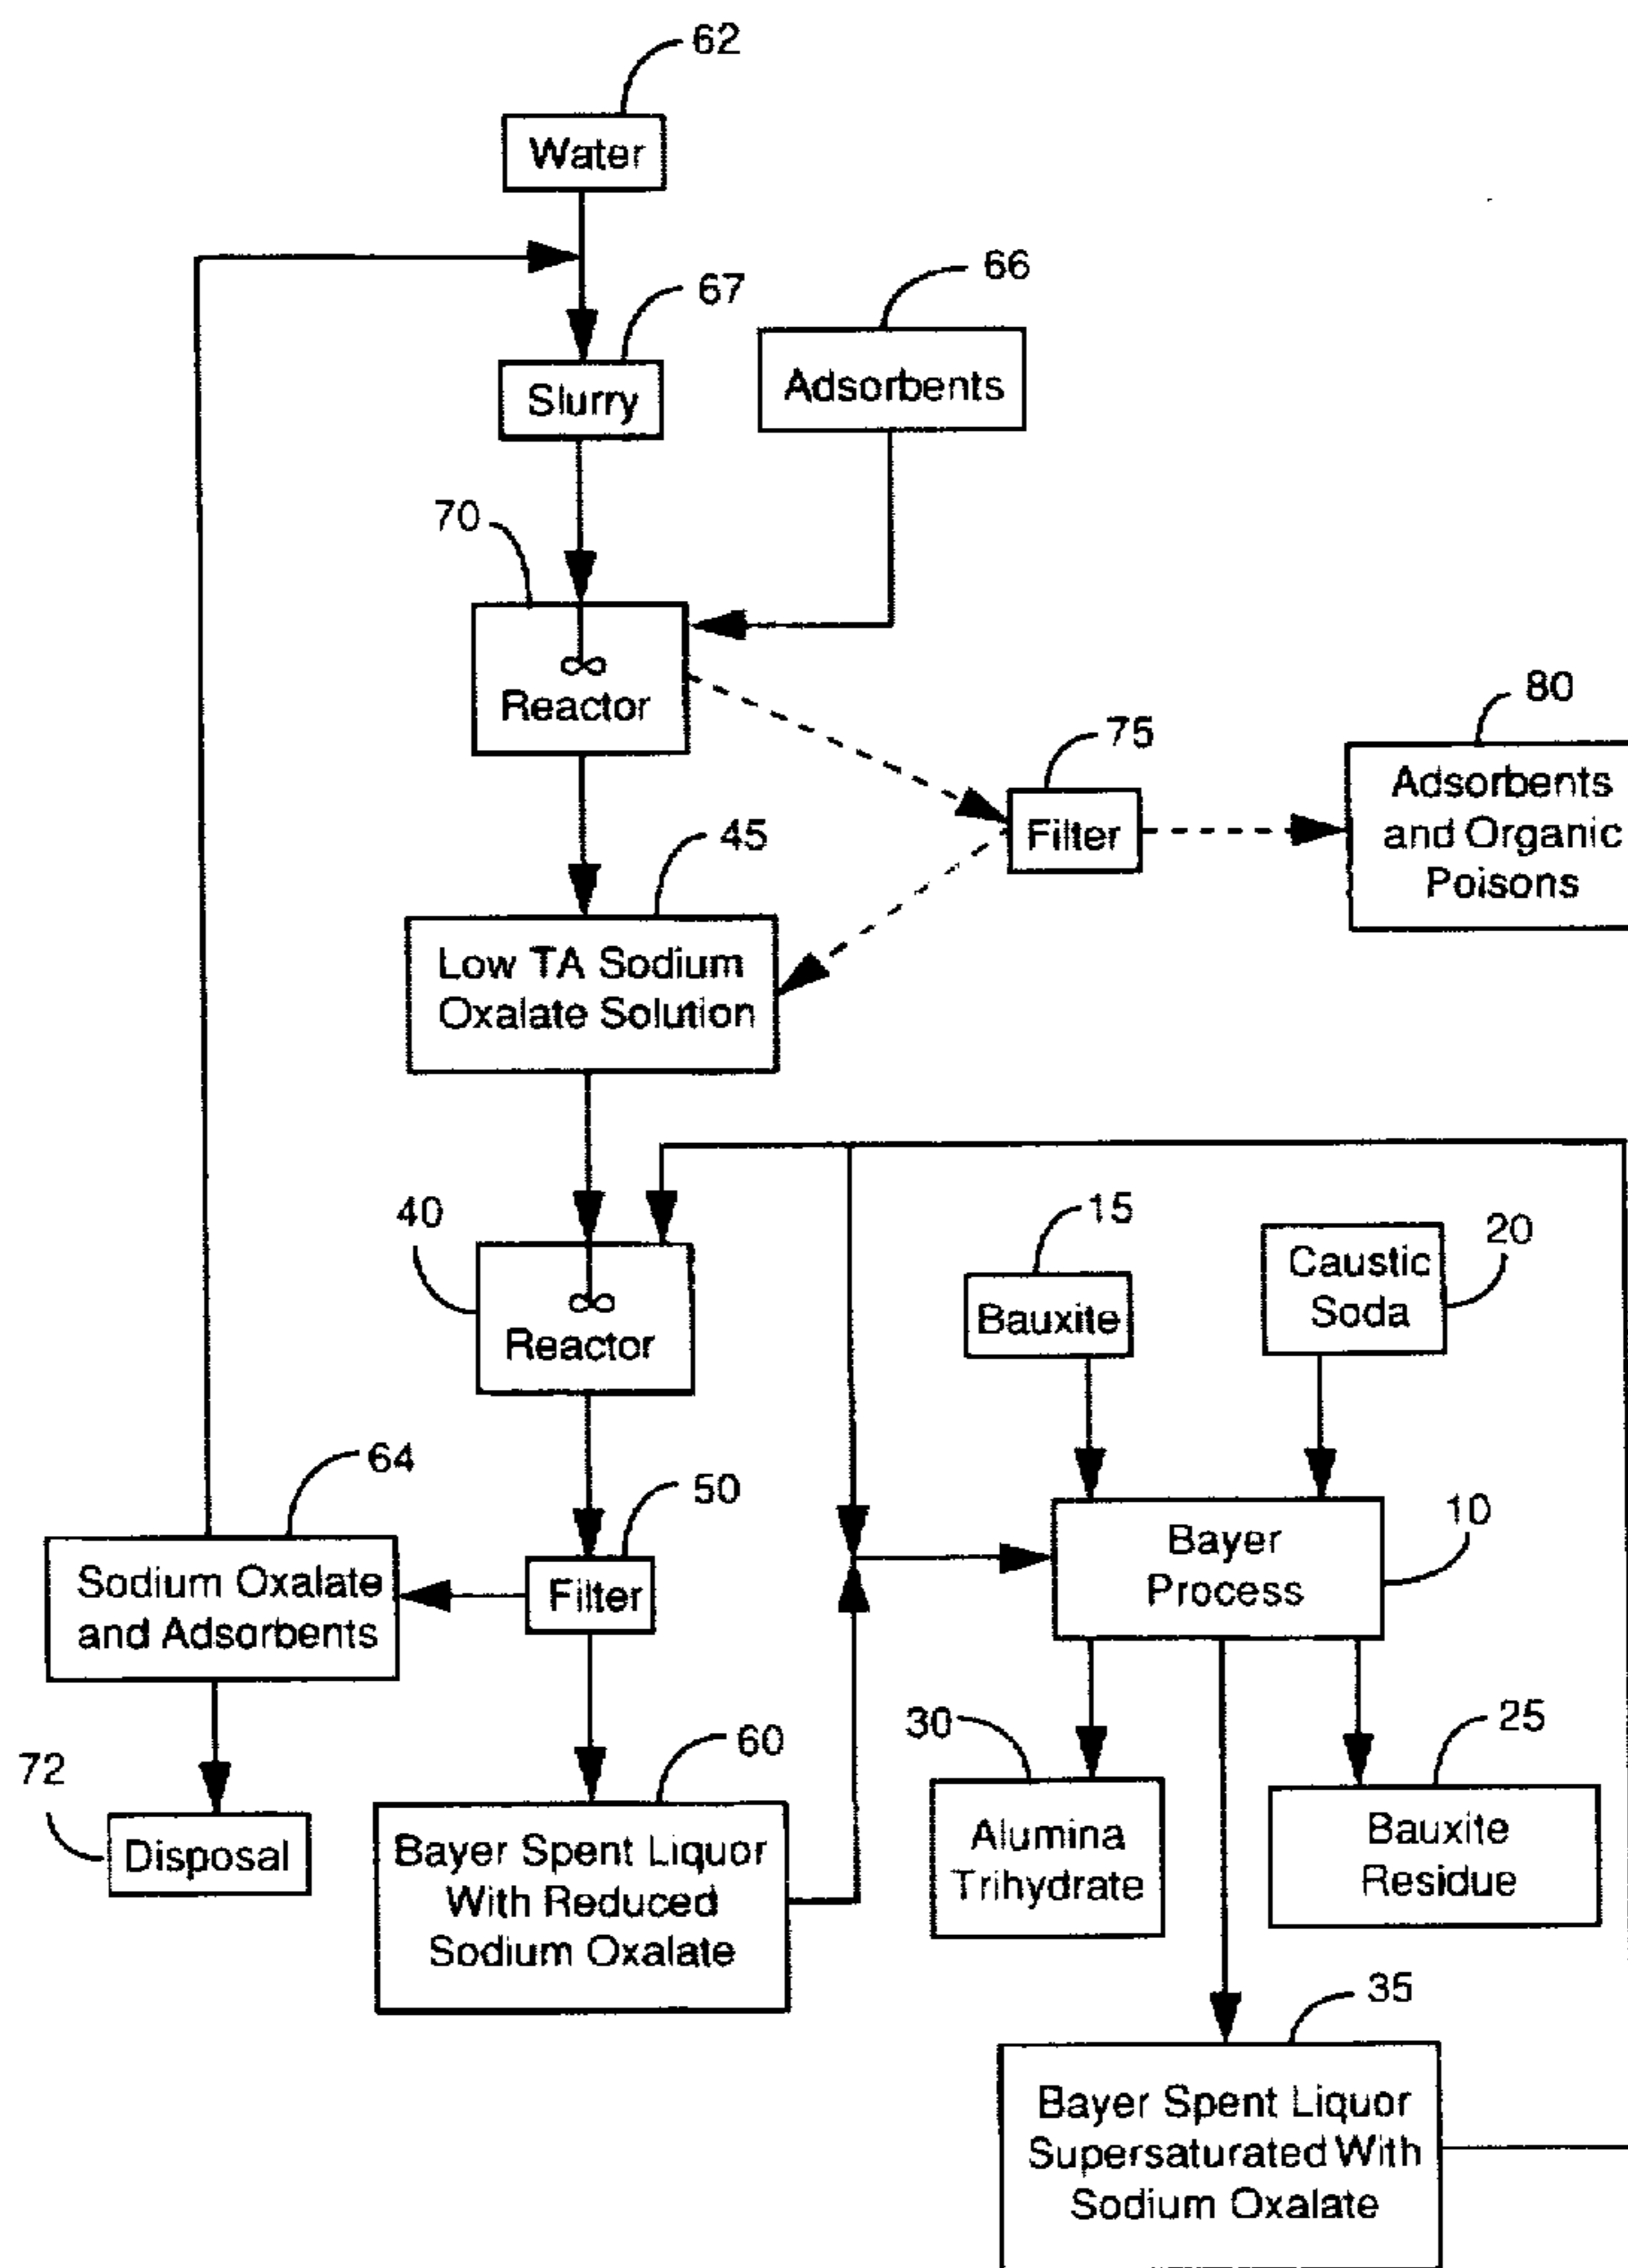 62
Water
67
66
Slurry
Adsorbents
70
∞
Reactor
80
75
Adsorbents
and Organic
Poisons
Filter
45
Low TA Sodium
Oxalate Solution
40
15
20
Caustic
Soda
Bauxite
∞
Reactor
64
50
10
Bayer
Process
Sodium Oxalate
and Adsorbents
Filter
72
60
30
25
Disposal
Bayer Spent Liquor
With Reduced
Sodium Oxalate
Alumina
Trihydrate
Bauxite
Residue
35
Bayer Spent Liquor
Supersaturated With
Sodium Oxalate